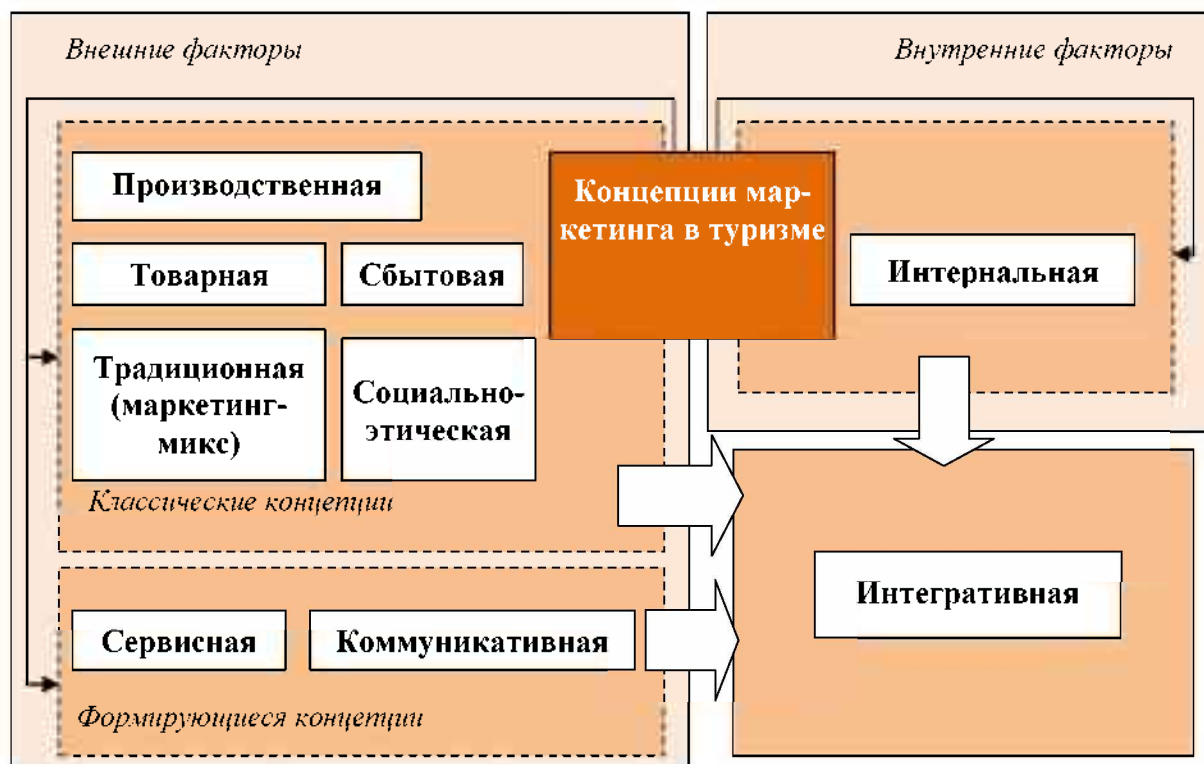 Внешние факторы
Внутренние факторы
Производственная
Концепции мар-
кетинга в туризме
Товарная
Сбытовая
Интернальная
Традиционная
(маркетинг-
микс)
Социально-
этическая
Классические концепции
Интегративная
Сервисная
Коммуникативная
Формирующиеся концепции